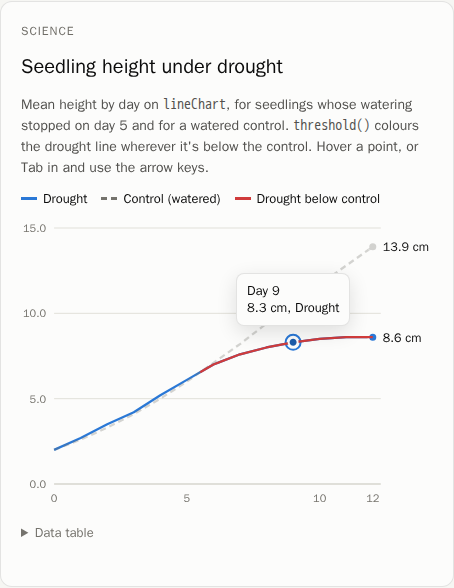 SCIENCE
Seedling height under drought
Mean height by day on lineChart, for seedlings whose watering
stopped on day 5 and for a watered control. threshold() colours
the drought line wherever it's below the control. Hover a point, or
Tab in and use the arrow keys.
Drought Control (watered) Drought below control
15.0
13.9 cm
Day 9
8.3 cm, Drought
10.0
8.6 cm
5.0
0.0
0 5 10 12
Data table